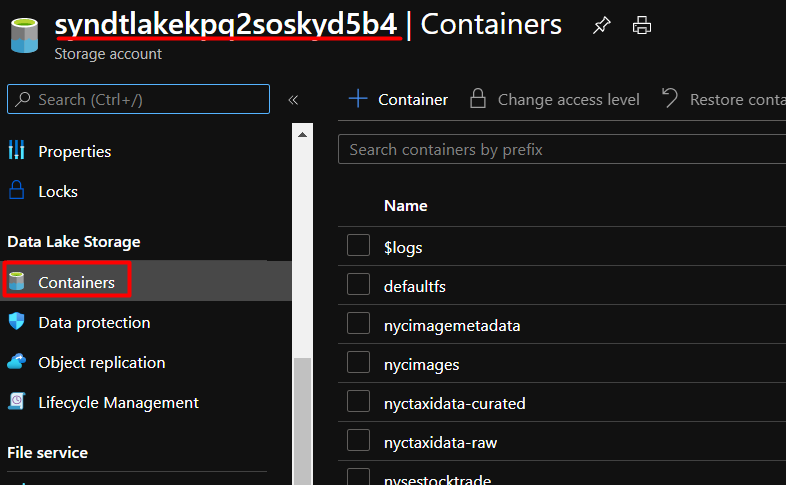 syndtlakekpq2soskyd5b4 | Containers
Storage account
Search (Ctrl+/)
«
Properties
Locks
Data Lake Storage
Containers
Data protection
Object replication
Lifecycle Management
File service
+ Container
Change access level
Restore conta
Search containers by prefix
Name
$logs
defaultfs
nycimagemetadata
nycimages
nyctaxidata-curated
nyctaxidata-raw
nysestocktrade